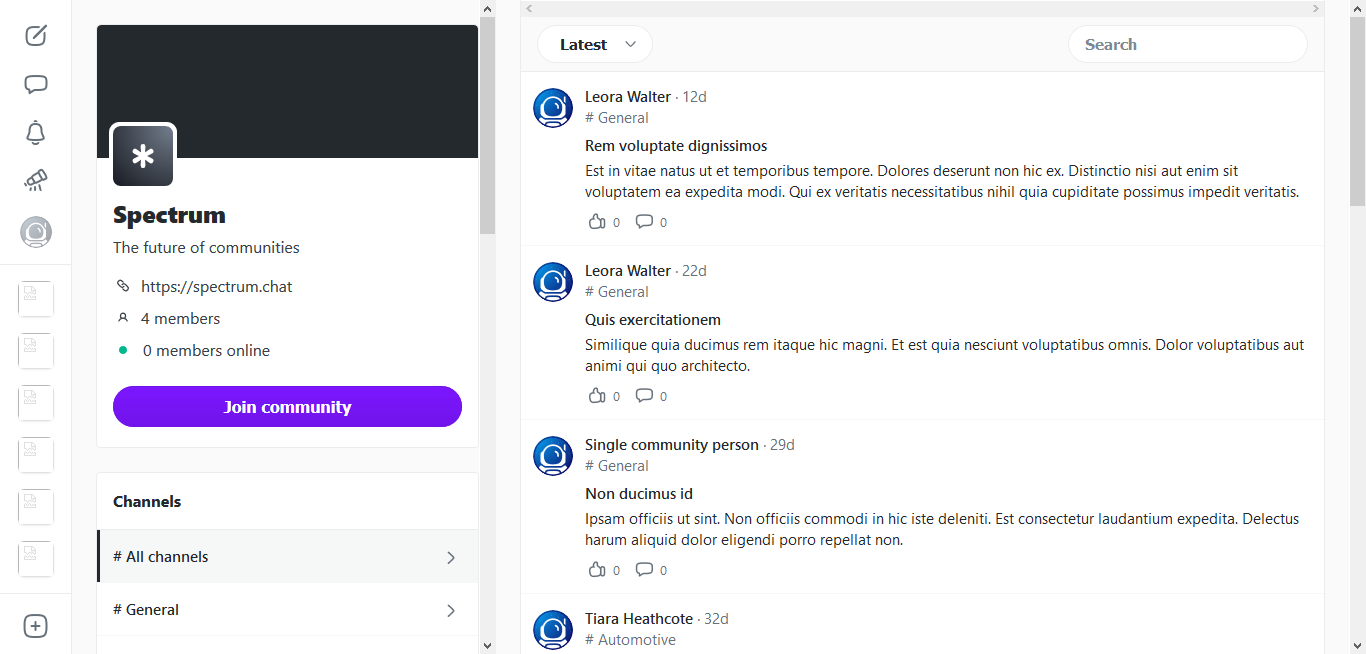 Spectrum
The future of communities
https://spectrum.chat
4 members
0 members online
Join community
Channels
# All channels
# General
Latest
Search
Leora Walter · 12d
# General
Rem voluptate dignissimos
Est in vitae natus ut et temporibus tempore. Dolores deserunt non hic ex. Distinctio nisi aut enim sit
voluptatem ea expedita modi. Qui ex veritatis necessitatibus nihil quia cupiditate possimus impedit veritatis.
0 0
Leora Walter · 22d
# General
Quis exercitationem
Similique quia ducimus rem itaque hic magni. Et est quia nesciunt voluptatibus omnis. Dolor voluptatibus aut
animi qui quo architecto.
0 0
Single community person · 29d
# General
Non ducimus id
Ipsam officiis ut sint. Non officiis commodi in hic iste deleniti. Est consectetur laudantium expedita. Delectus
harum aliquid dolor eligendi porro repellat non.
0 0
Tiara Heathcote · 32d
# Automotive